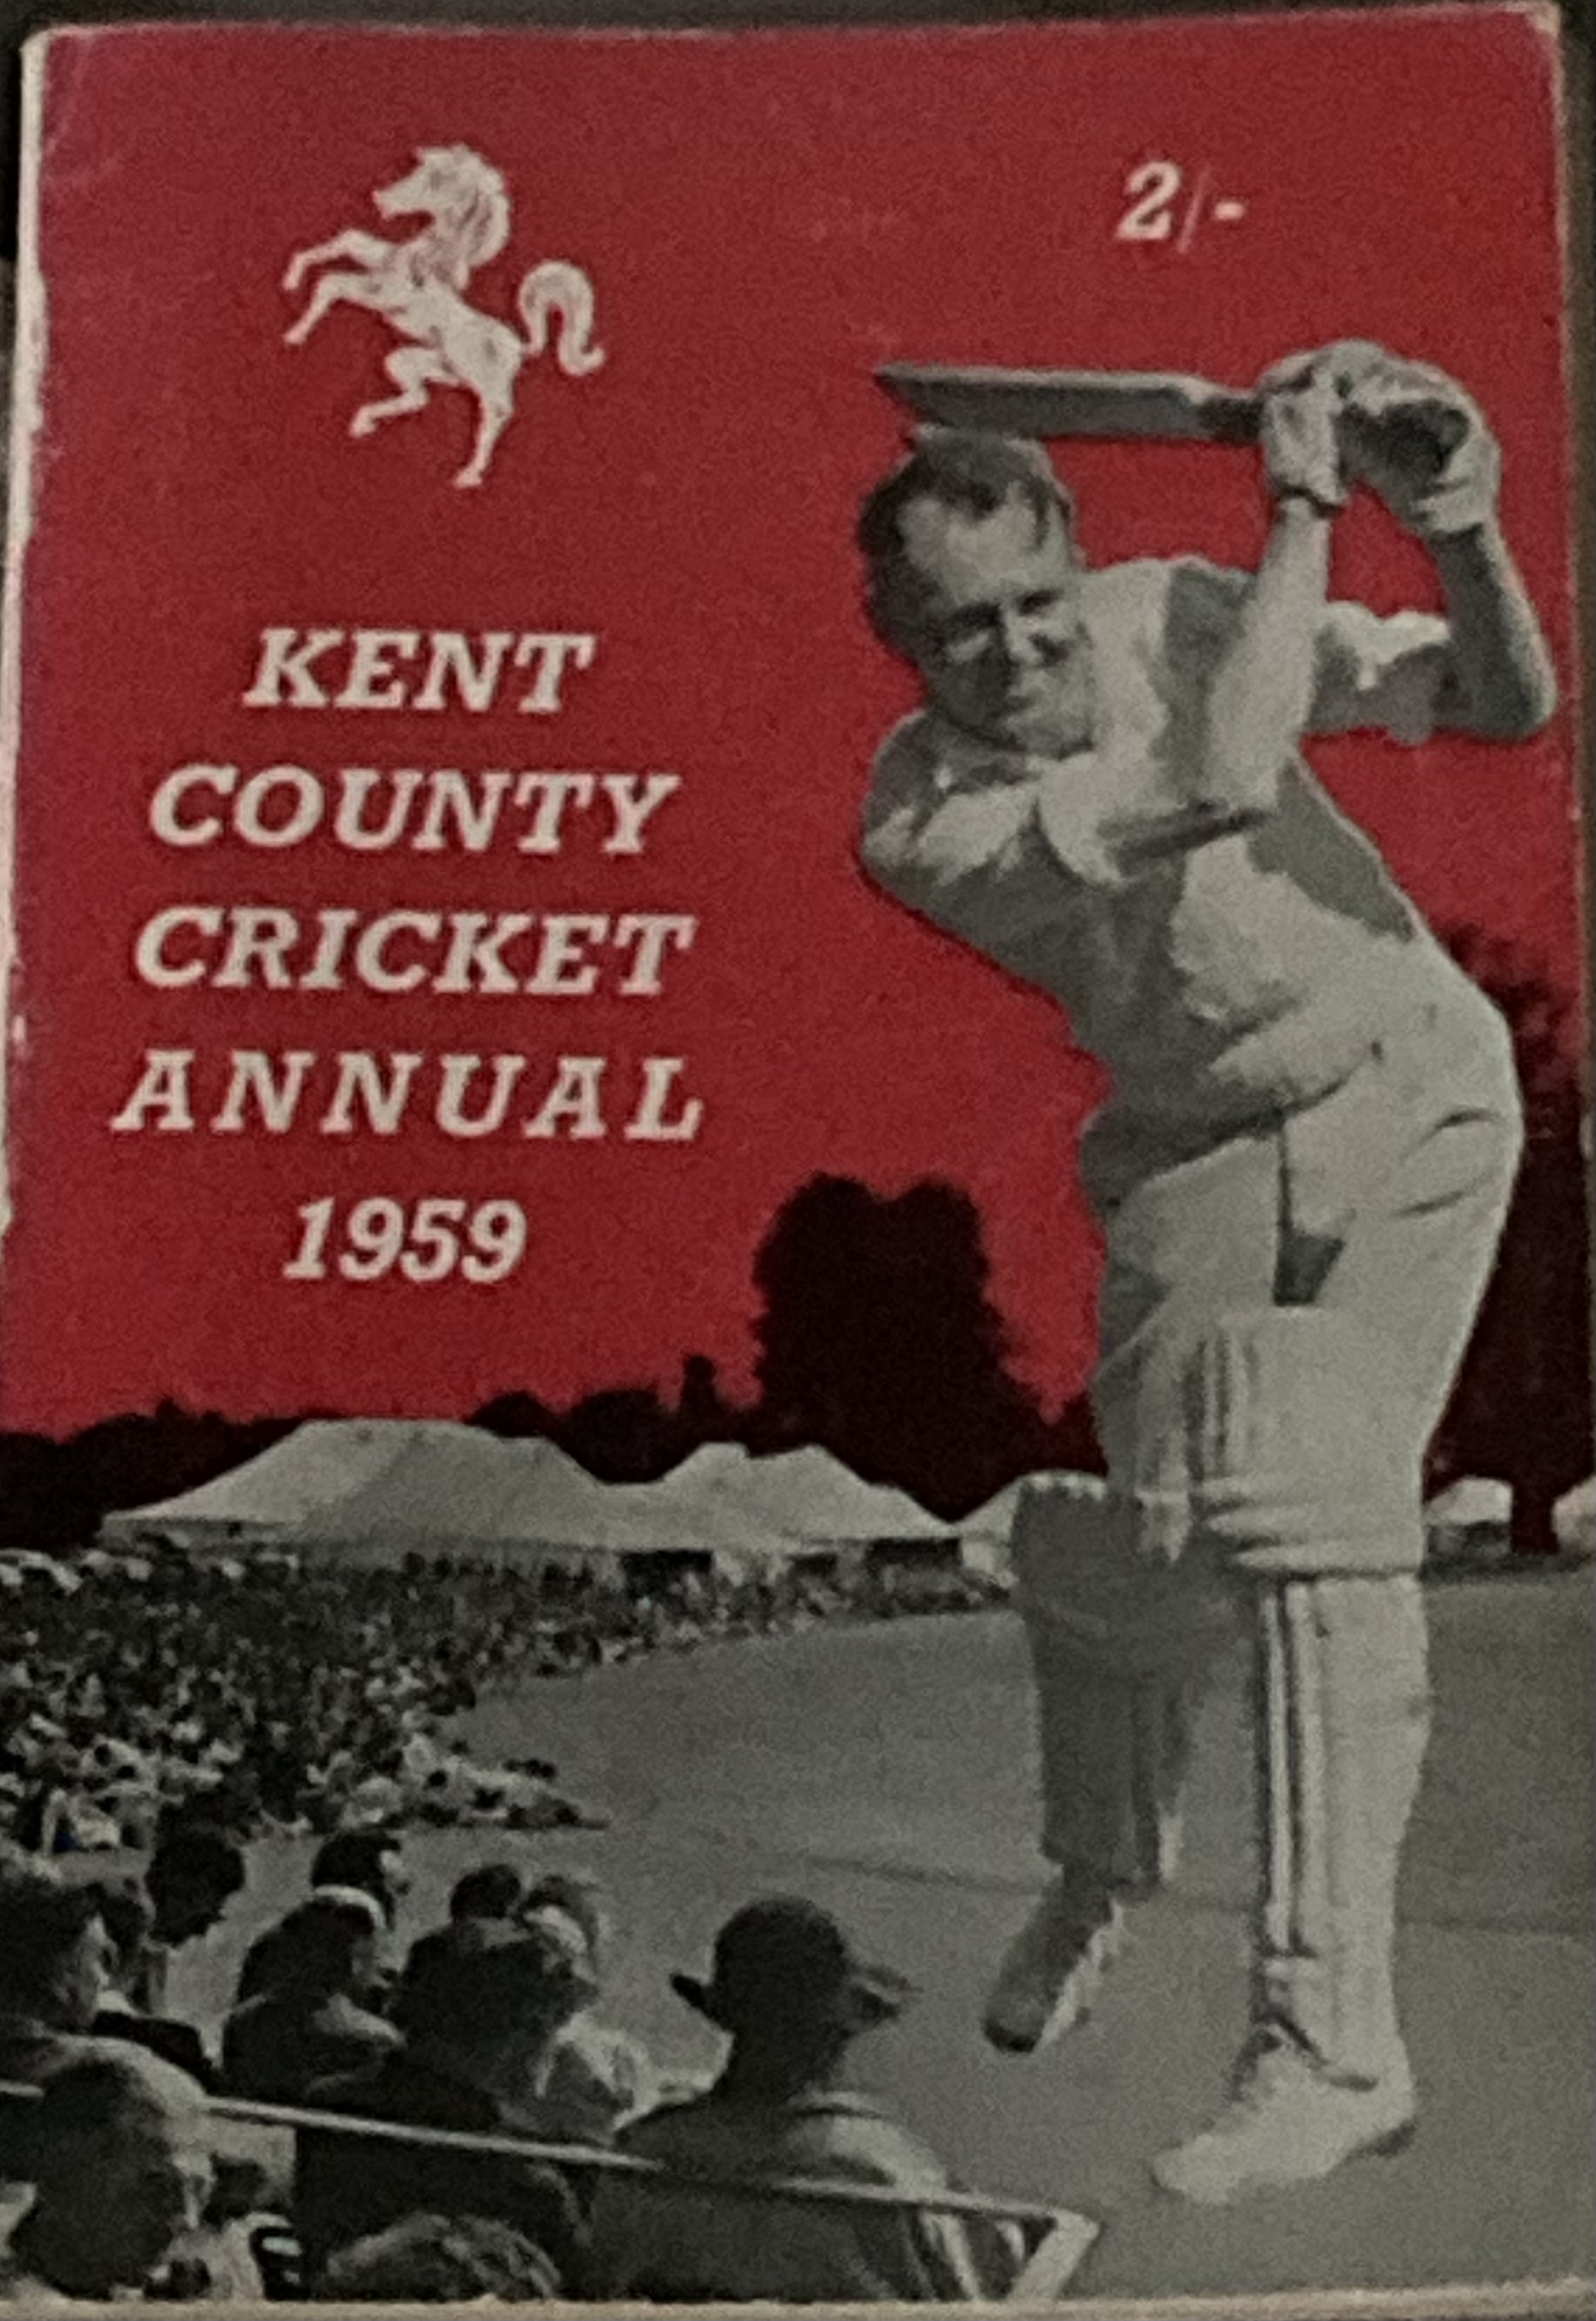 2/-
KENT
COUNTY
CRICKET
ANNUAL
1959